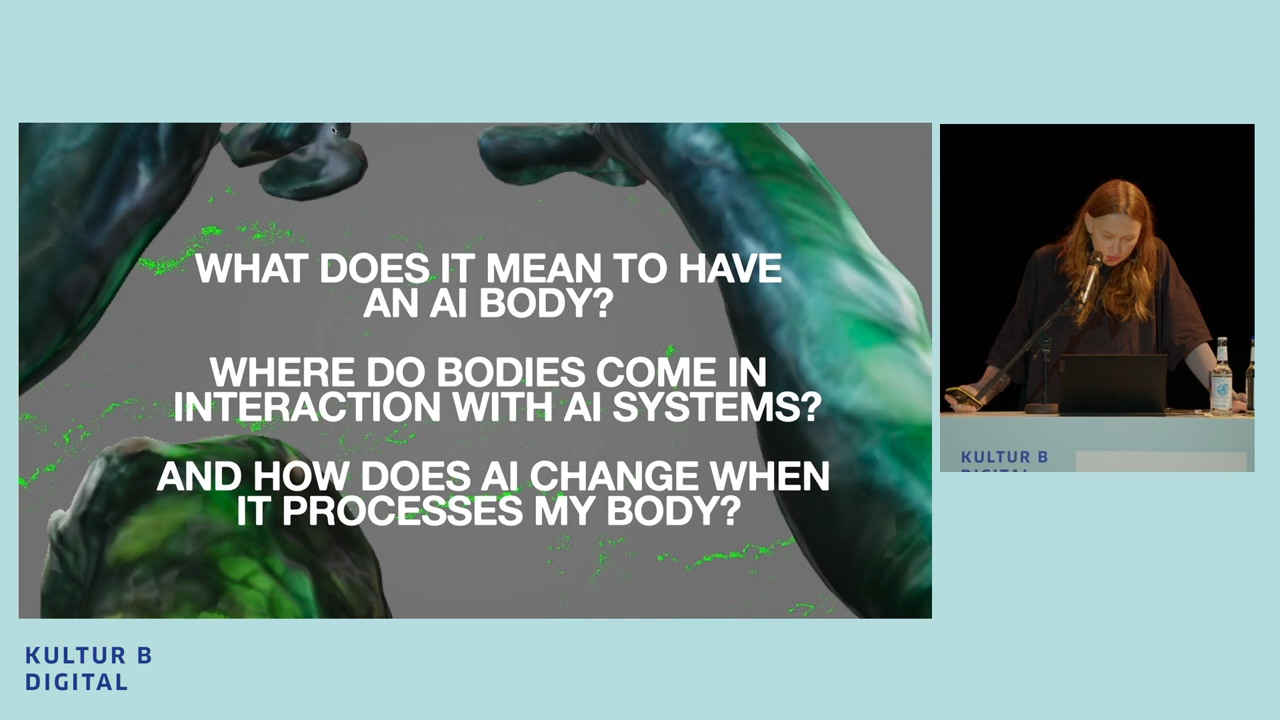 WHAT DOES IT MEAN TO HAVE
AN AI BODY?
WHERE DO BODIES COME IN
INTERACTION WITH AI SYSTEMS?
AND HOW DOES AI CHANGE WHEN
IT PROCESSES MY BODY?
KULTUR B
DIGITAL
KULTUR B
DIGITAL